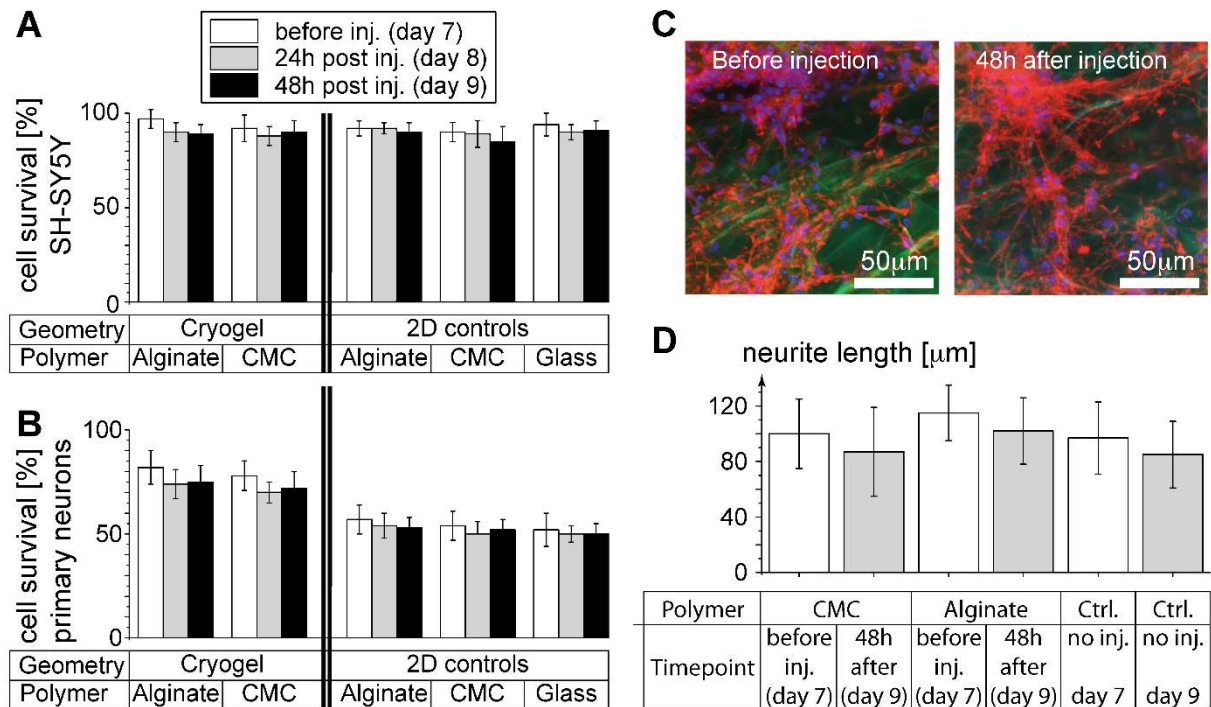 A
before inj. (day 7)
24h post inj. (day 8)
48h post inj. (day 9)
cell survival [%]
SH-SY5Y
100
50
0
Geometry Cryogel 2D controls
Polymer Alginate CMC Alginate CMC Glass
B
cell survival [%]
primary neurons
100
50
0
Geometry Cryogel 2D controls
Polymer Alginate CMC Alginate CMC Glass
C
Before injection
50μm
48h after injection
50μm
D
neurite length [μm]
120
80
40
0
Polymer CMC Alginate Ctrl. Ctrl.
Timepoint
before inj. (day 7)
48h after (day 9)
before inj. (day 7)
48h after (day 9)
no inj. day 7
no inj. day 9